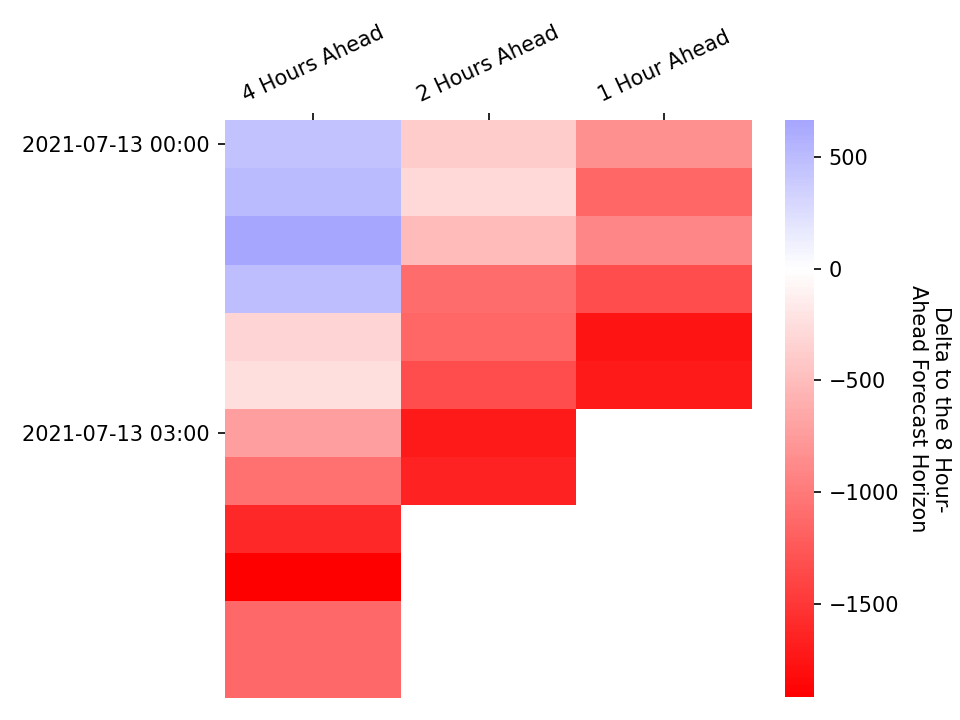 4 Hours Ahead
2 Hours Ahead
1 Hour Ahead
2021-07-13 00:00
2021-07-13 03:00
500
0
−500
−1000
−1500
Delta to the 8 Hour-
Ahead Forecast Horizon